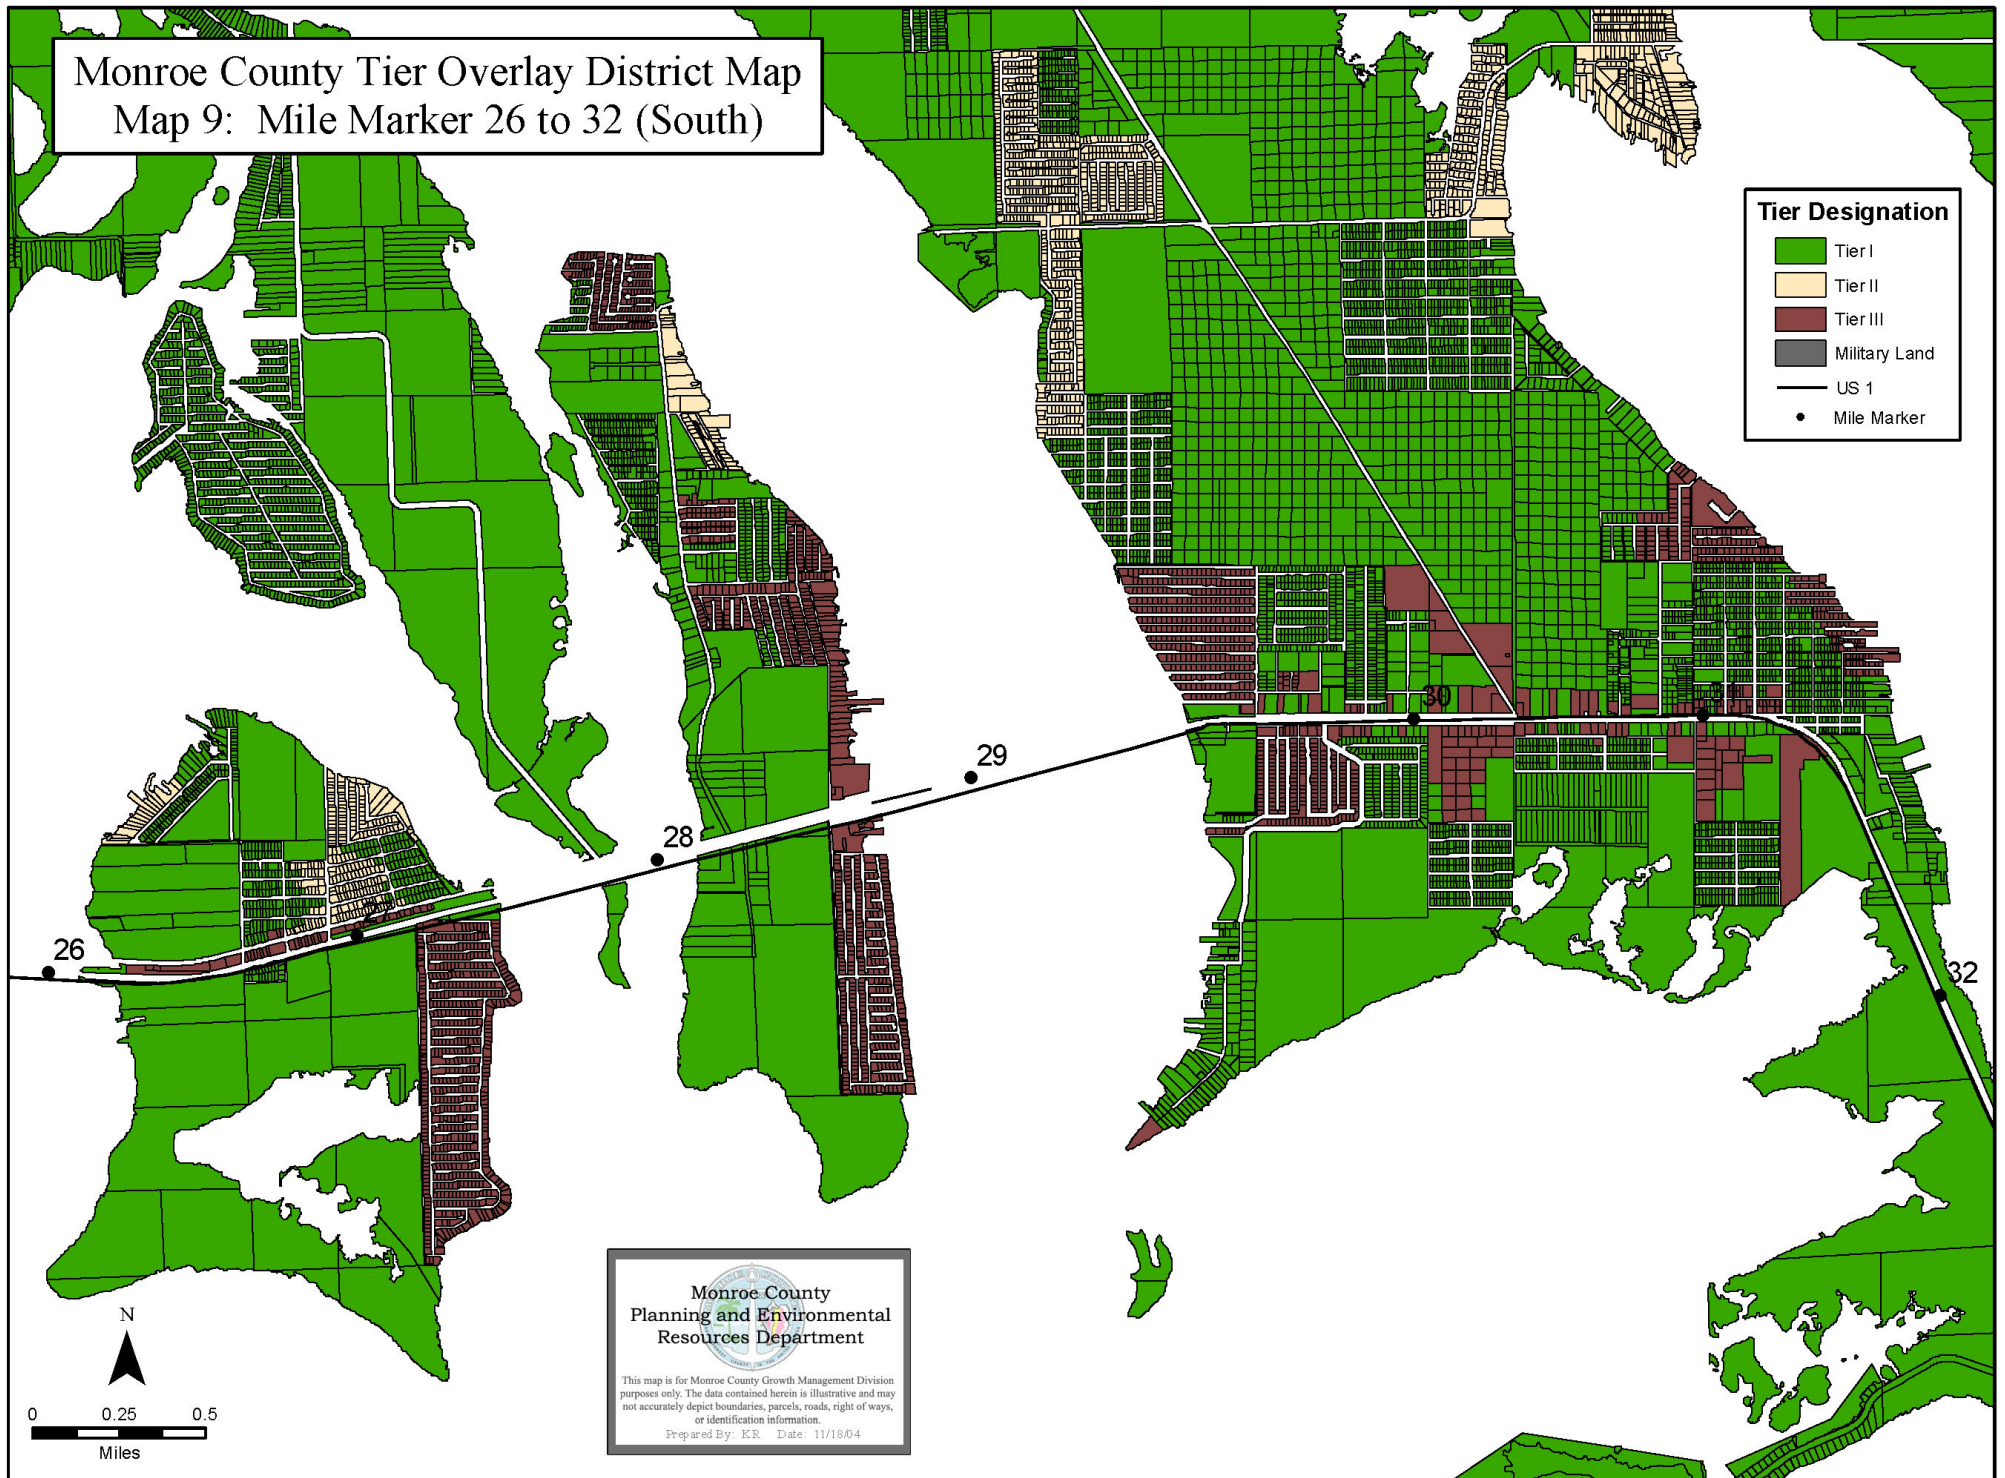 Monroe County Tier Overlay District Map
Map 9: Mile Marker 26 to 32 (South)
Tier Designation
Tier I
Tier II
Tier III
Military Land
US 1
Mile Marker
30
31
29
28
27
26
32
N
0 0.25 0.5
Miles
Monroe County
Planning and Environmental
Resources Department
This map is for Monroe County Growth Management Division
purposes only. The data contained herein is illustrative and may
not accurately depict boundaries, parcels, roads, right of ways,
or identification information.
Prepared By: KR Date: 11/18/04